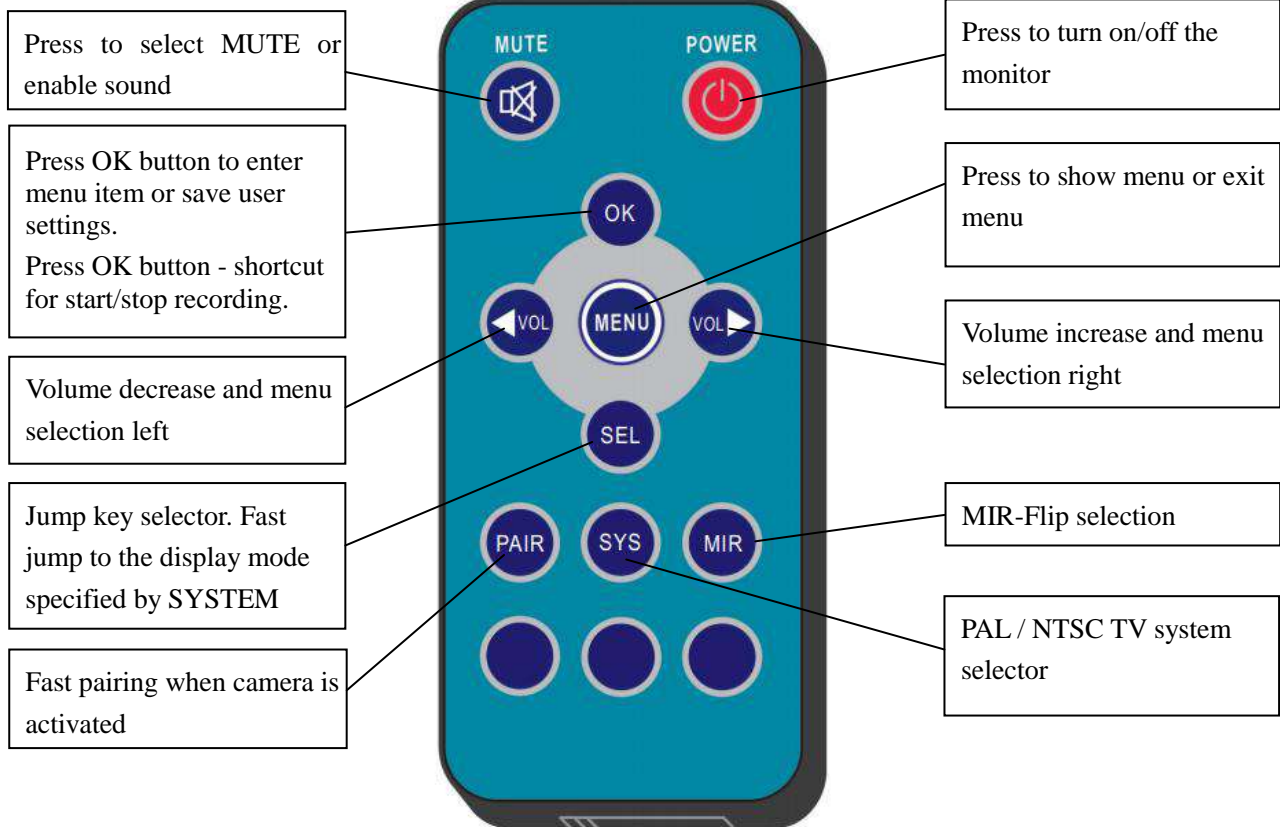 Press to select MUTE or
enable sound
Press OK button to enter
menu item or save user
settings.
Press OK button - shortcut
for start/stop recording.
Volume decrease and menu
selection left
Jump key selector. Fast
jump to the display mode
specified by SYSTEM
Fast pairing when camera is
activated
MUTE
POWER
OK
VOL
MENU
VOL
SEL
PAIR
SYS
MIR
Press to turn on/off the
monitor
Press to show menu or exit
menu
Volume increase and menu
selection right
MIR-Flip selection
PAL / NTSC TV system
selector